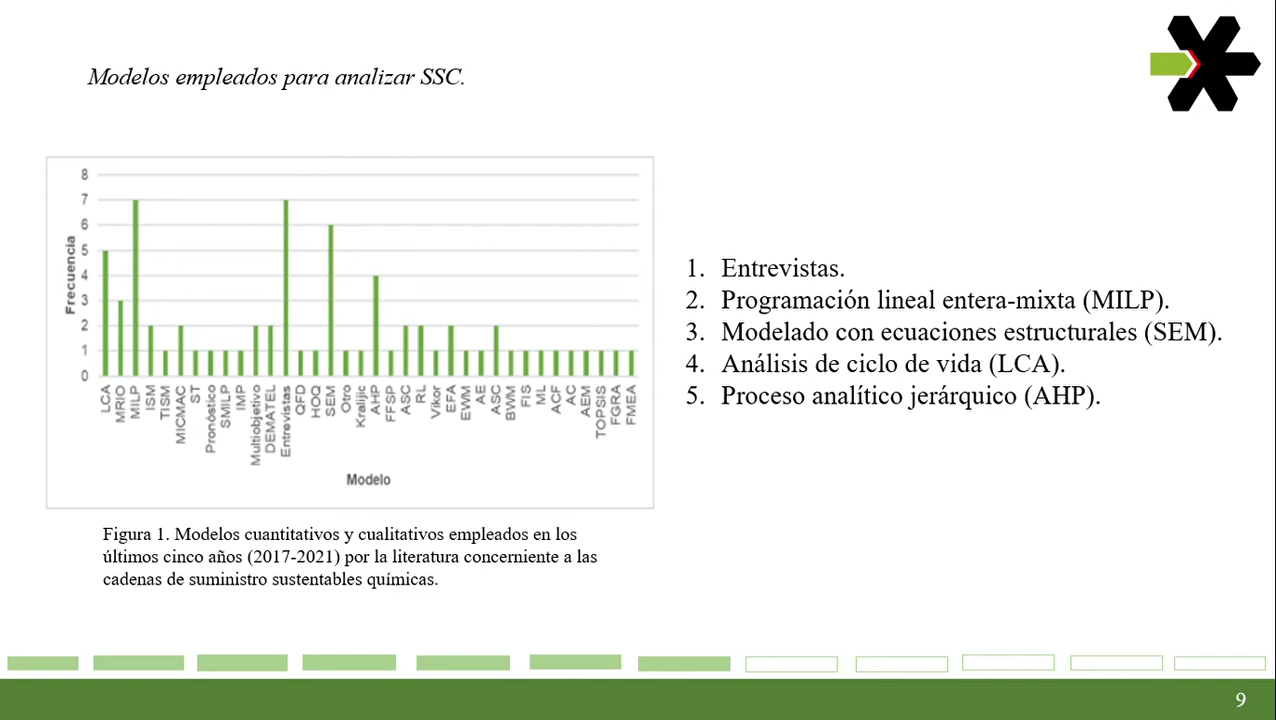 Modelos empleados para analizar SSC.
8
7
6
5
4
3
2
1
0
Frecuencia
LCA
MRIO
MILP
ISM
TISM
MICMAC
ST
Pronóstico
SMILP
IMP
Multiobjetivo
DEMATEL
Entrevistas
QFD
HOQ
SEM
Otro
Kraljic
AHP
FFSP
ASC
RL
Vikor
EFA
EWM
AE
ASC
BWM
FIS
ML
ACF
AC
AEM
TOPSIS
FGRA
FMEA
Modelo
Figura 1. Modelos cuantitativos y cualitativos empleados en los
últimos cinco años (2017-2021) por la literatura concerniente a las
cadenas de suministro sustentables químicas.
1. Entrevistas.
2. Programación lineal entera-mixta (MILP).
3. Modelado con ecuaciones estructurales (SEM).
4. Análisis de ciclo de vida (LCA).
5. Proceso analítico jerárquico (AHP).
9